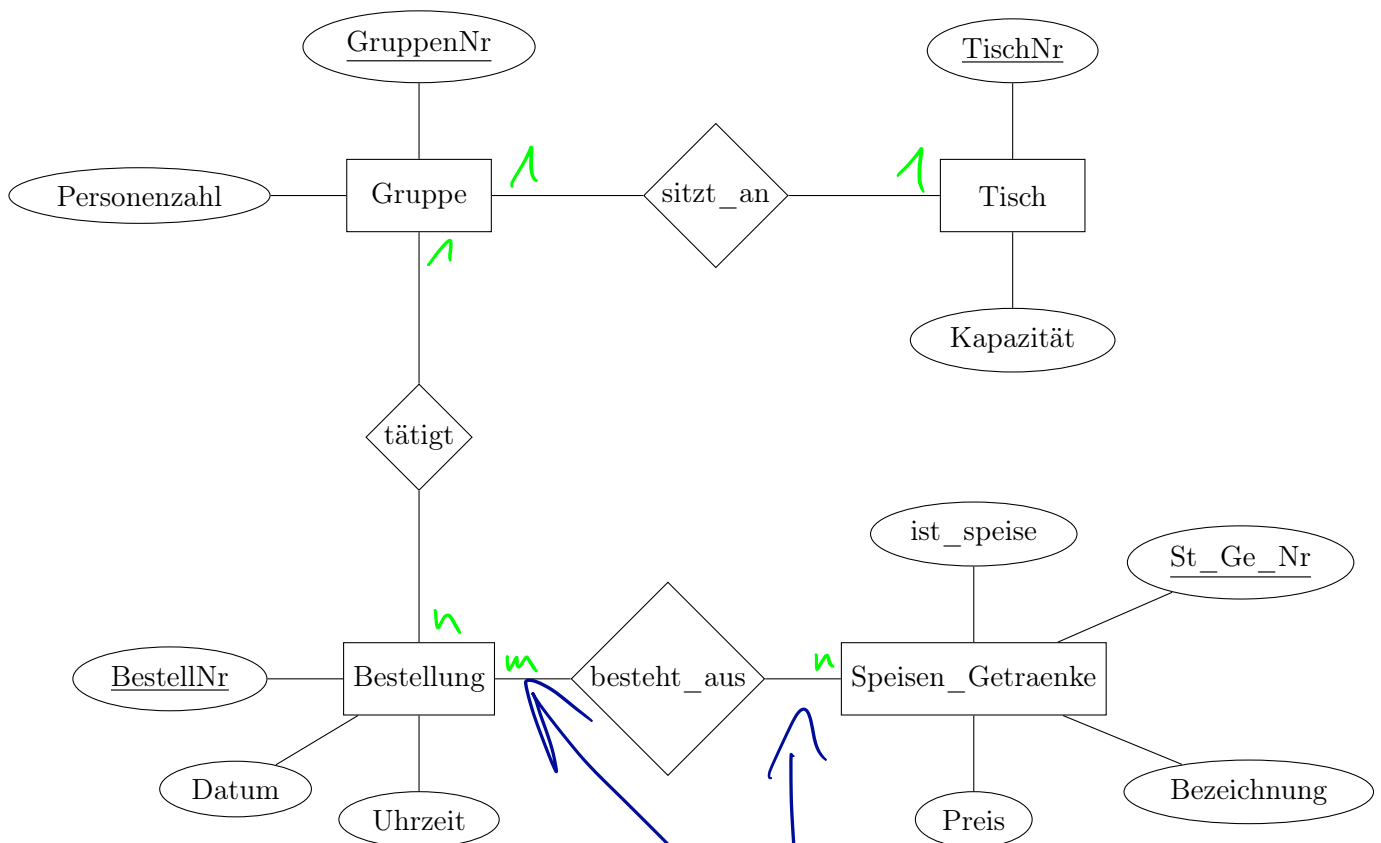 GruppenNr
TischNr
Personenzahl
Gruppe
1
sitzt_an
1
Tisch
1
Kapazität
tätigt
ist_speise
St_Ge_Nr
n
BestellNr
Bestellung
m
besteht_aus
n
Speisen_Getraenke
Datum
Uhrzeit
Preis
Bezeichnung